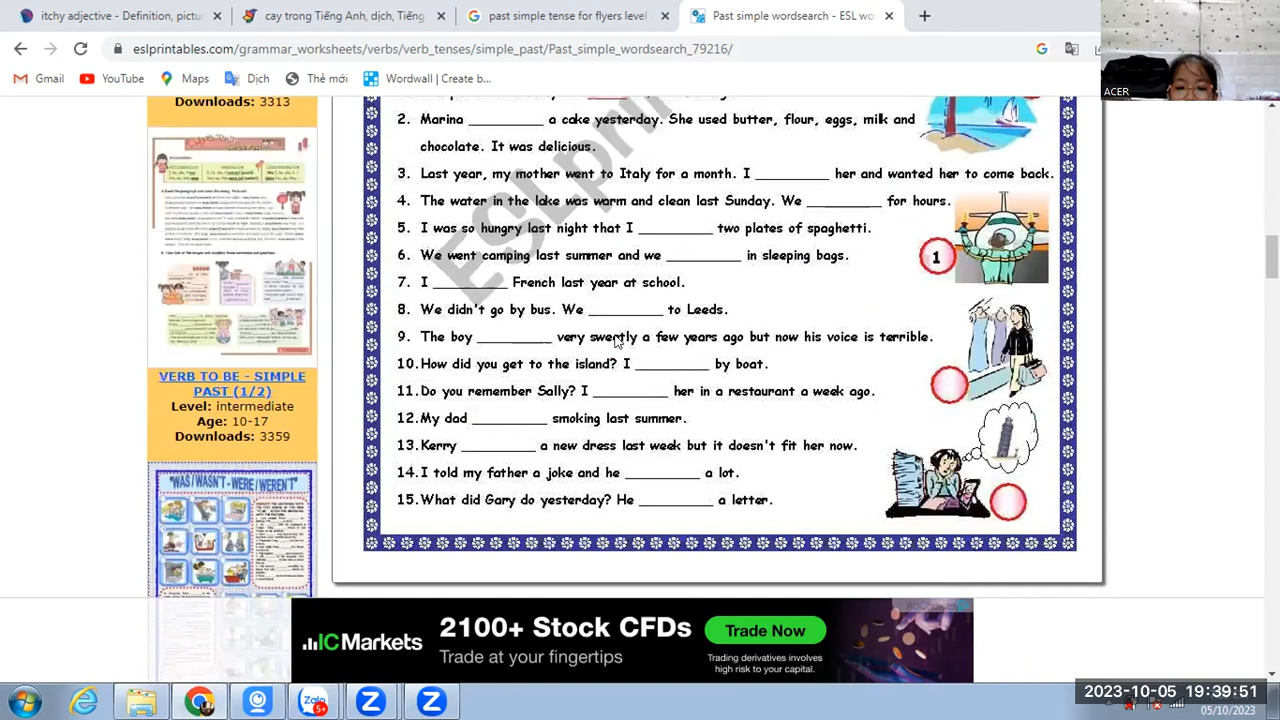 itchy adjective - Definition, pictur
cay trong Tiếng Anh, dịch, Tiếng
past simple tense for flyers level
Past simple wordsearch - ESL wo
eslprintables.com/grammar_worksheets/verbs/verb_tenses/simple_past/Past_simple_wordsearch_79216/
Gmail
YouTube
Maps
Dịch
Thẻ mới
Wordwall | Create b...
ACER
Downloads: 3313
2. Marina _________ a cake yesterday. She used butter, flour, eggs, milk and
chocolate. It was delicious.
3. Last year, my mother went to Italy for a month. I _________ her and wanted her to come back.
4. last Sunday. We _________ for hours.
5. I was so hungry last night that I _________ two plates of spaghetti.
We went camping last summer and we _________ in sleeping bags.
7. I _________ French last year at school.
8. We didn't go by bus. We _________ to Leeds.
9. The boy _________ very sweetly a few years ago but now his voice is terrible.
10. How did you get to the island? I _________ by boat.
11. Do you remember Sally? I _________ her in a restaurant a week ago.
12. My dad _________ smoking last summer.
13. Kerry _________ a new dress last week but it doesn't fit her now.
14. I told my father a joke and he _________ a lot.
15. What did Gary do yesterday? He _________ a letter.
1
VERB TO BE - SIMPLE
PAST (1/2)
Level: intermediate
Age: 10-17
Downloads: 3359
"WAS/WASN'T - WERE/WEREN'T"
ICMarkets
2100+ Stock CFDs
Trading at your fingertips
Trade Now
Trading derivatives involves
high risk to your capital.
Zalo
5+
2023-10-05 19:39:51
05/10/2023